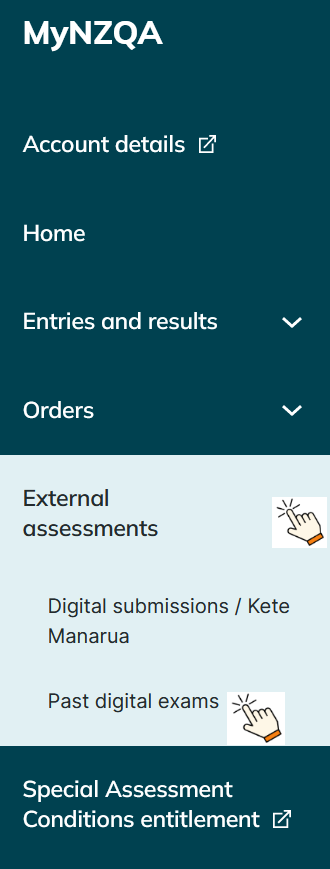 MyNZQA
Account details
Home
Entries and results
Orders
External
assessments
Digital submissions / Kete
Manarua
Past digital exams
Special Assessment
Conditions entitlement